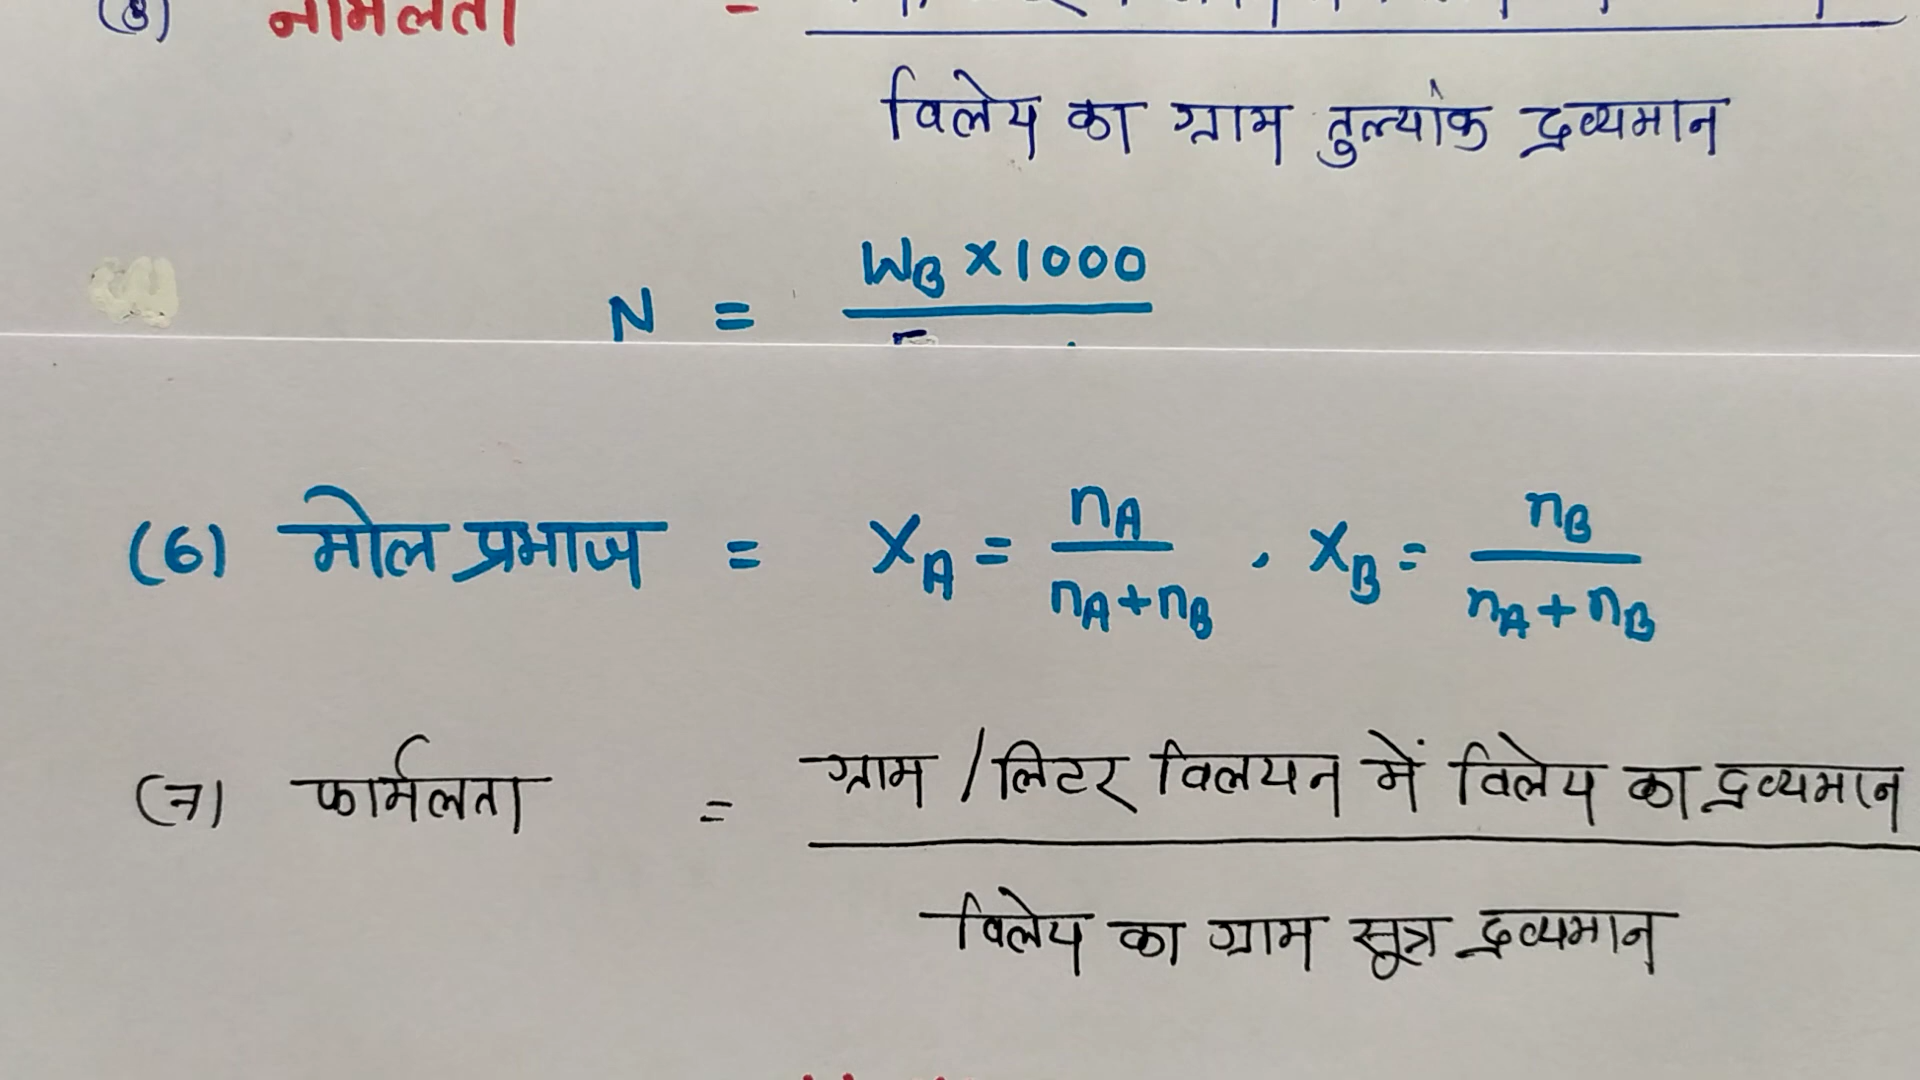 नार्मलता =
विलेय का ग्राम तुल्यांक द्रव्यमान
N = W_B × 1000
(6) मोल प्रभाज = X_A = n_A / (n_A + n_B) , X_B = n_B / (n_A + n_B)
(7) फार्मलता = ग्राम / लिटर विलयन में विलेय का द्रव्यमान
विलेय का ग्राम सूत्र द्रव्यमान